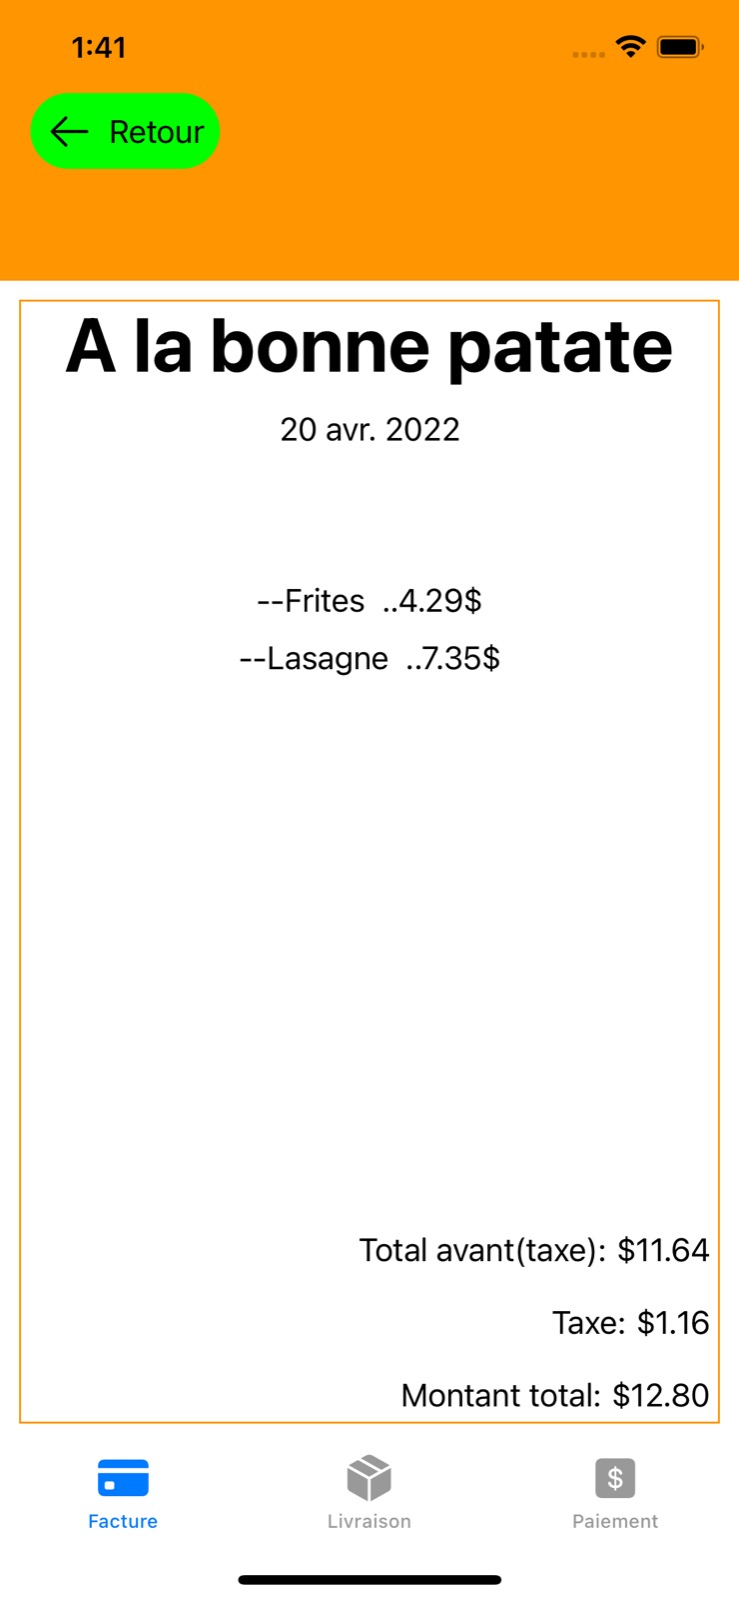 1:41
Retour
A la bonne patate
20 avr. 2022
--Frites ..4.29$
--Lasagne ..7.35$
Total avant(taxe): $11.64
Taxe: $1.16
Montant total: $12.80
$
Facture Livraison Paiement